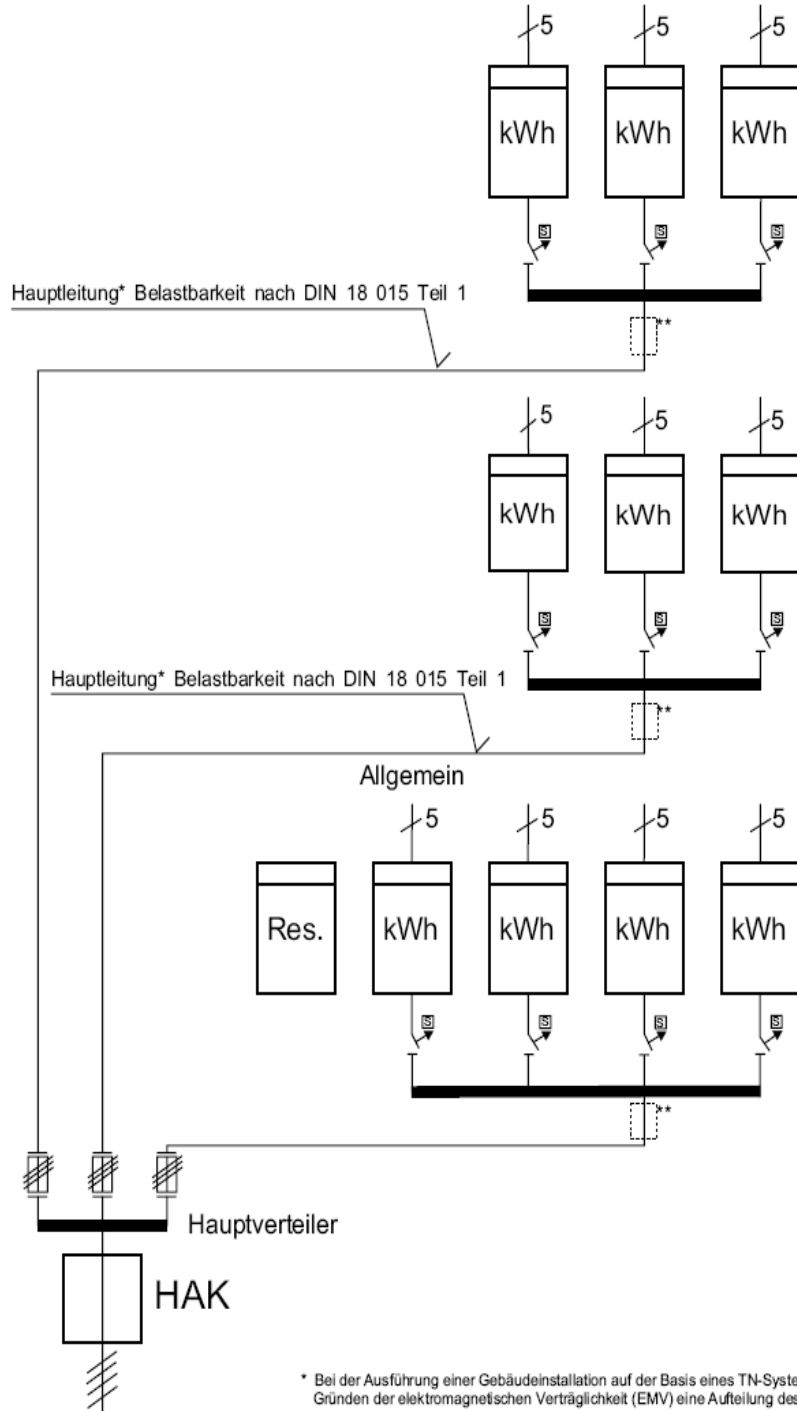 5 5 5
kWh kWh kWh
S S S
Hauptleitung* Belastbarkeit nach DIN 18 015 Teil 1
**
5 5 5
kWh kWh kWh
S S S
Hauptleitung* Belastbarkeit nach DIN 18 015 Teil 1
**
Allgemein
5 5 5 5
Res. kWh kWh kWh kWh
S S S S
**
Hauptverteiler
HAK
* Bei der Ausführung einer Gebäudeinstallation auf der Basis eines TN-Syste
Gründen der elektromagnetischen Verträglichkeit (EMV) eine Aufteilung des